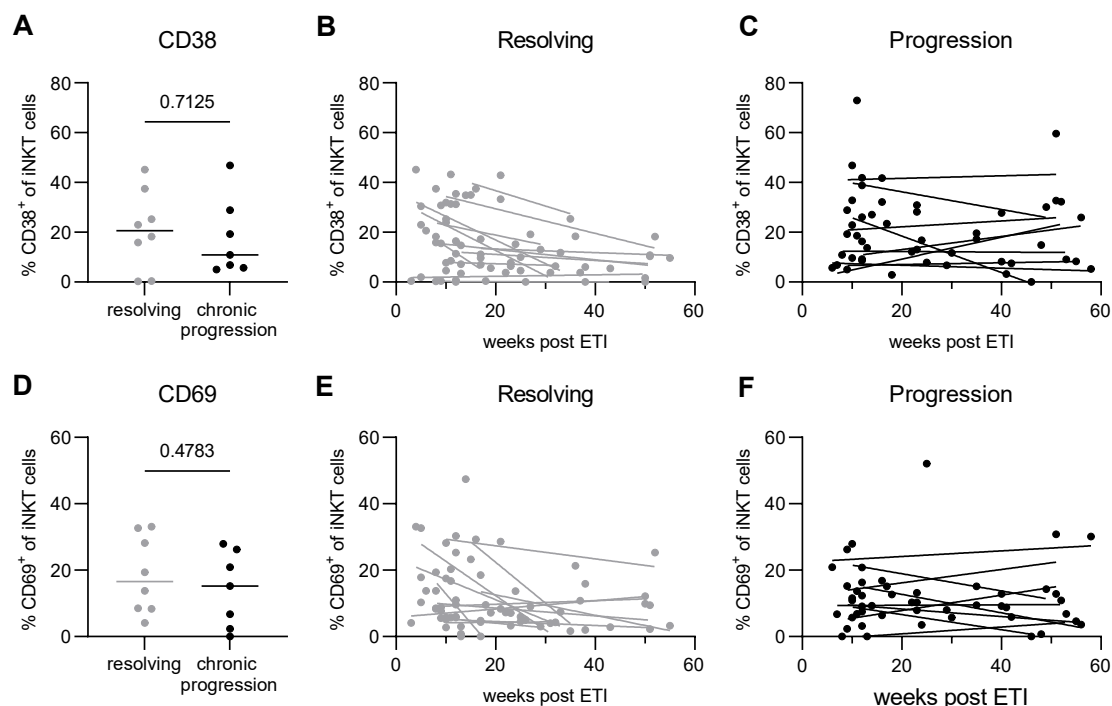 A
CD38
% CD38+ of iNKT cells
80
60
40
20
0
0.7125
resolving
chronic
progression
B
Resolving
% CD38+ of iNKT cells
80
60
40
20
0
0
20
40
60
weeks post ETI
C
Progression
% CD38+ of iNKT cells
80
60
40
20
0
0
20
40
60
weeks post ETI
D
CD69
% CD69+ of iNKT cells
60
40
20
0
0.4783
resolving
chronic
progression
E
Resolving
% CD69+ of iNKT cells
60
40
20
0
0
20
40
60
weeks post ETI
F
Progression
% CD69+ of iNKT cells
60
40
20
0
0
20
40
60
weeks post ETI